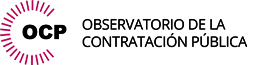 OCP
OBSERVATORIO DE LA
CONTRATACIÓN PÚBLICA